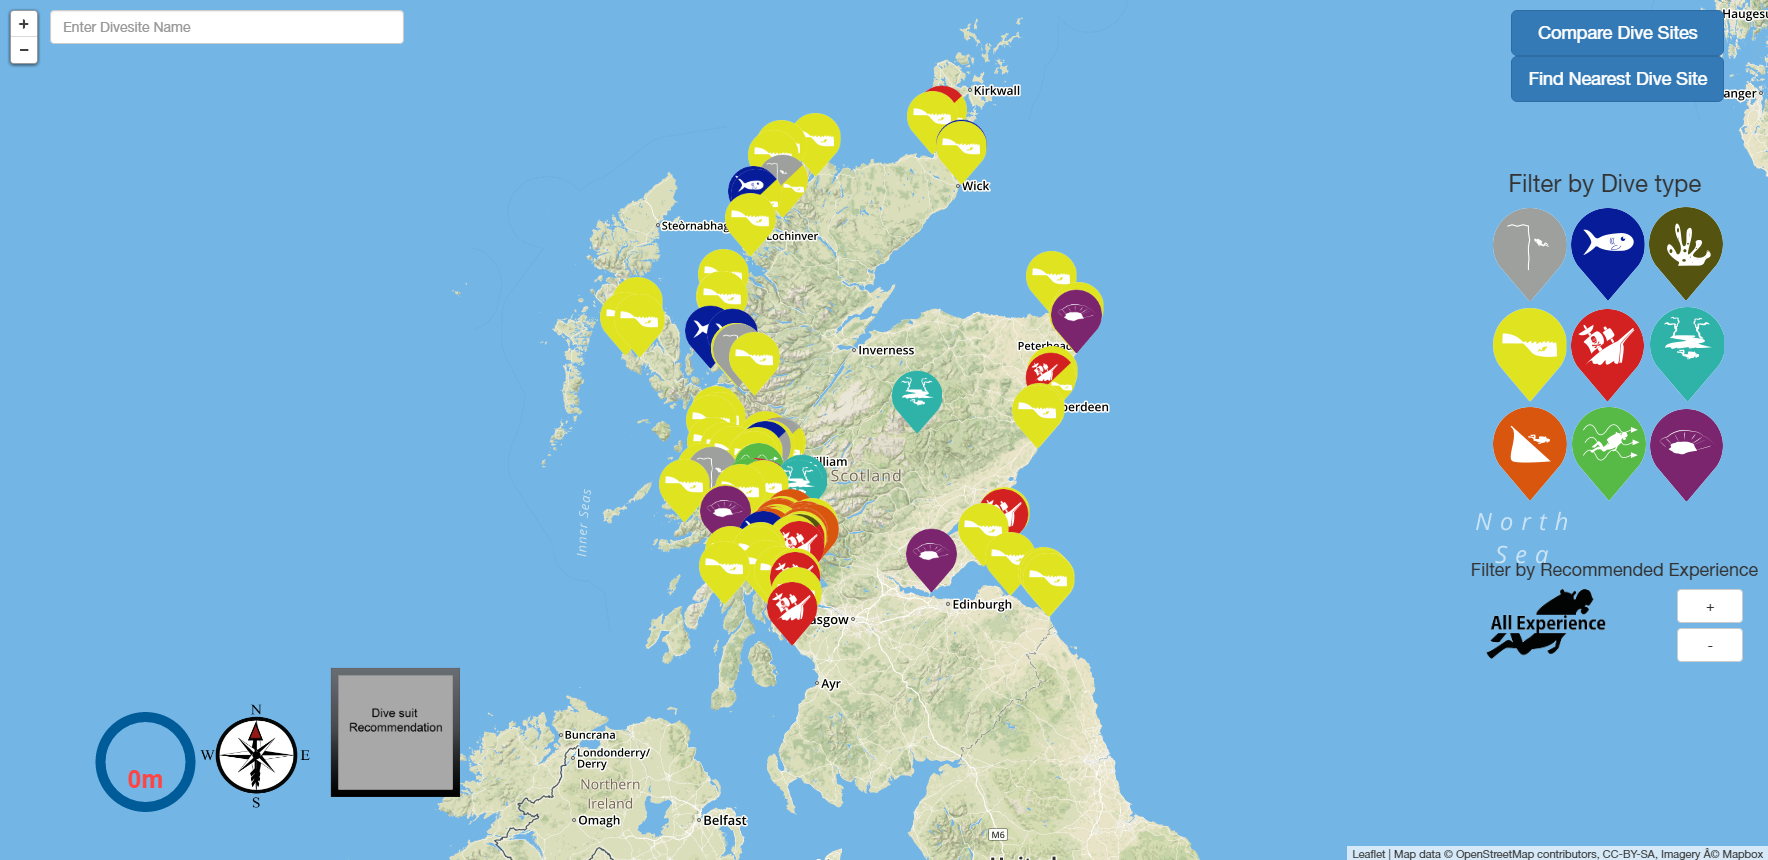 +
−
Enter Divesite Name
Compare Dive Sites
Find Nearest Dive Site
Haugesu
anger
Kirkwall
Wick
Filter by Dive type
Steòrnabhag
Lochinver
Inverness
Peterhead
berdeen
illiam
Scotland
Inner Seas
North
Sea
Filter by Recommended Experience
All Experience
+
-
Edinburgh
asgow
Ayr
Dive suit
Recommendation
N
W
E
S
0m
Buncrana
Londonderry/
Derry
Northern
Ireland
Omagh
Belfast
M6
Leaflet | Map data © OpenStreetMap contributors, CC-BY-SA, Imagery Â© Mapbox